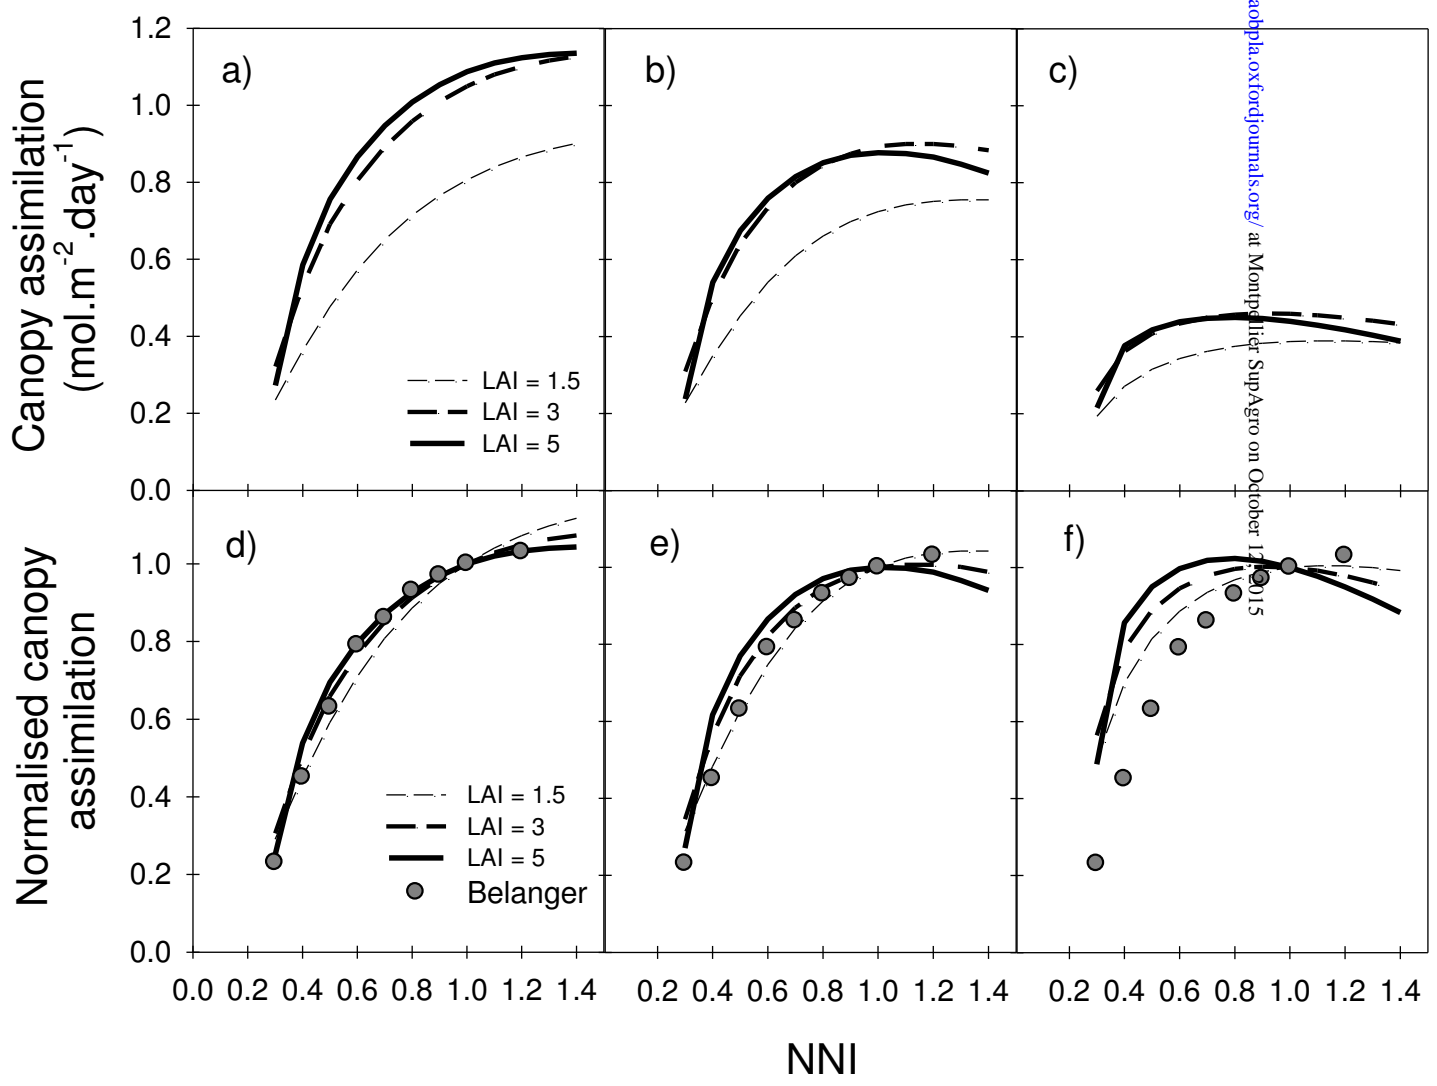 Canopy assimilation
(mol.m-2.day-1)
1.2
1.0
0.8
0.6
0.4
0.2
0.0
a)
LAI = 1.5
LAI = 3
LAI = 5
b)
c)
aobpla.oxfordjournals.org/ at Montpellier SupAgro on October 12, 2015
Normalised canopy
assimilation
1.0
0.8
0.6
0.4
0.2
0.0
d)
LAI = 1.5
LAI = 3
LAI = 5
Belanger
e)
f)
0.0 0.2 0.4 0.6 0.8 1.0 1.2 1.4
0.2 0.4 0.6 0.8 1.0 1.2 1.4
0.2 0.4 0.6 0.8 1.0 1.2 1.4
NNI